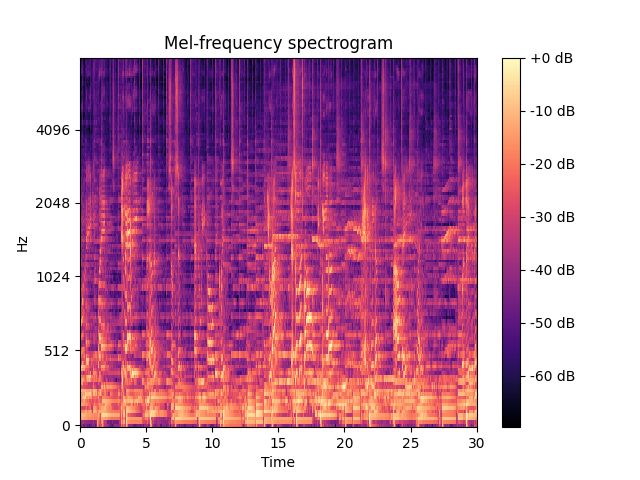 Mel-frequency spectrogram
+0 dB
-10 dB
-20 dB
-30 dB
-40 dB
-50 dB
-60 dB
Hz
4096
2048
1024
512
0
0 5 10 15 20 25 30
Time